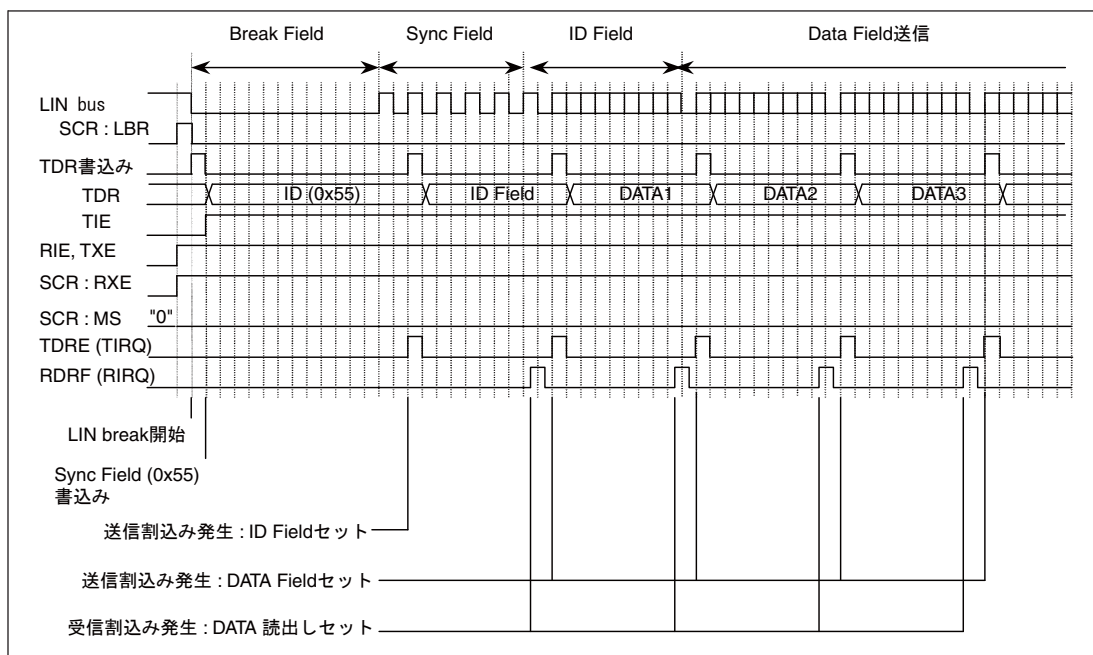 Break Field Sync Field ID Field Data Field送信
LIN bus
SCR : LBR
TDR書込み
TDR ID (0x55) ID Field DATA1 DATA2 DATA3
TIE
RIE, TXE
SCR : RXE
SCR : MS "0"
TDRE (TIRQ)
RDRF (RIRQ)
LIN break開始
Sync Field (0x55)
書込み
送信割込み発生 : ID Fieldセット
送信割込み発生 : DATA Fieldセット
受信割込み発生 : DATA 読出しセット